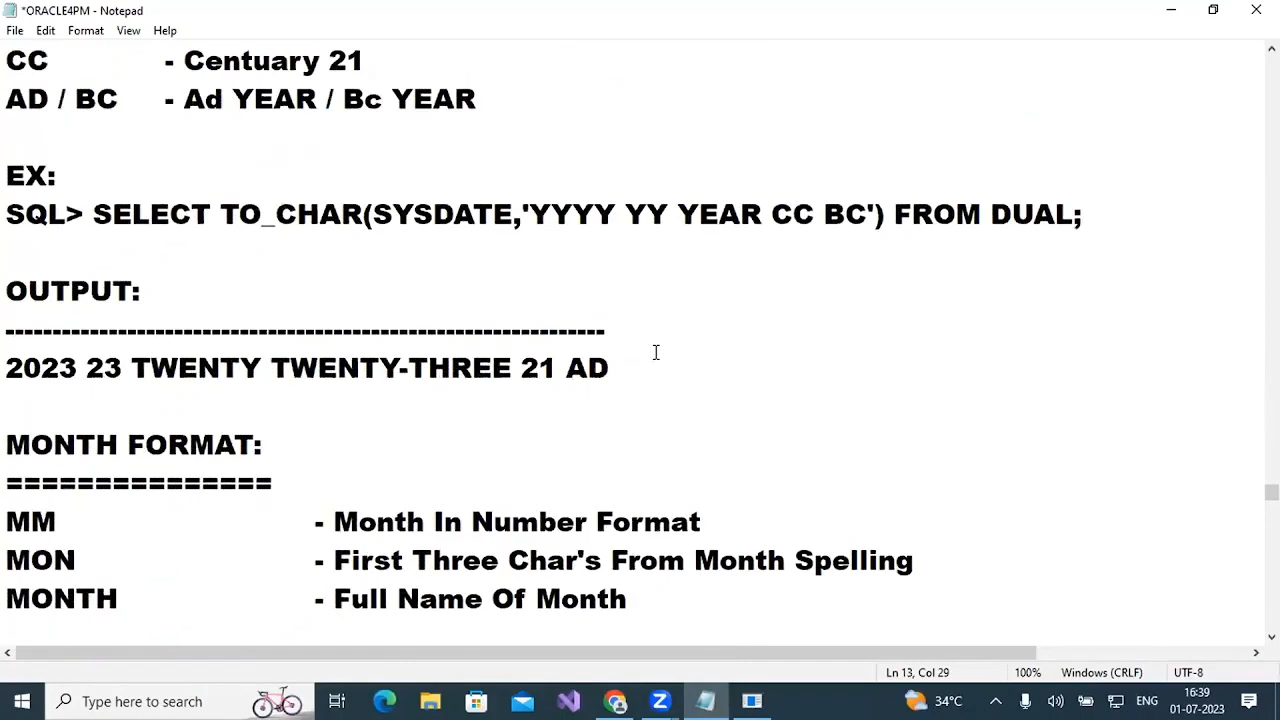 *ORACLE4PM - Notepad
File Edit Format View Help
CC - Centuary 21
AD / BC - Ad YEAR / Bc YEAR
EX:
SQL> SELECT TO_CHAR(SYSDATE,'YYYY YY YEAR CC BC') FROM DUAL;
OUTPUT:
----------------------------------------------------------------
2023 23 TWENTY TWENTY-THREE 21 AD
MONTH FORMAT:
===============
MM - Month In Number Format
MON - First Three Char's From Month Spelling
MONTH - Full Name Of Month
Ln 13, Col 29 100% Windows (CRLF) UTF-8
Type here to search 34°C ENG 16:39
01-07-2023